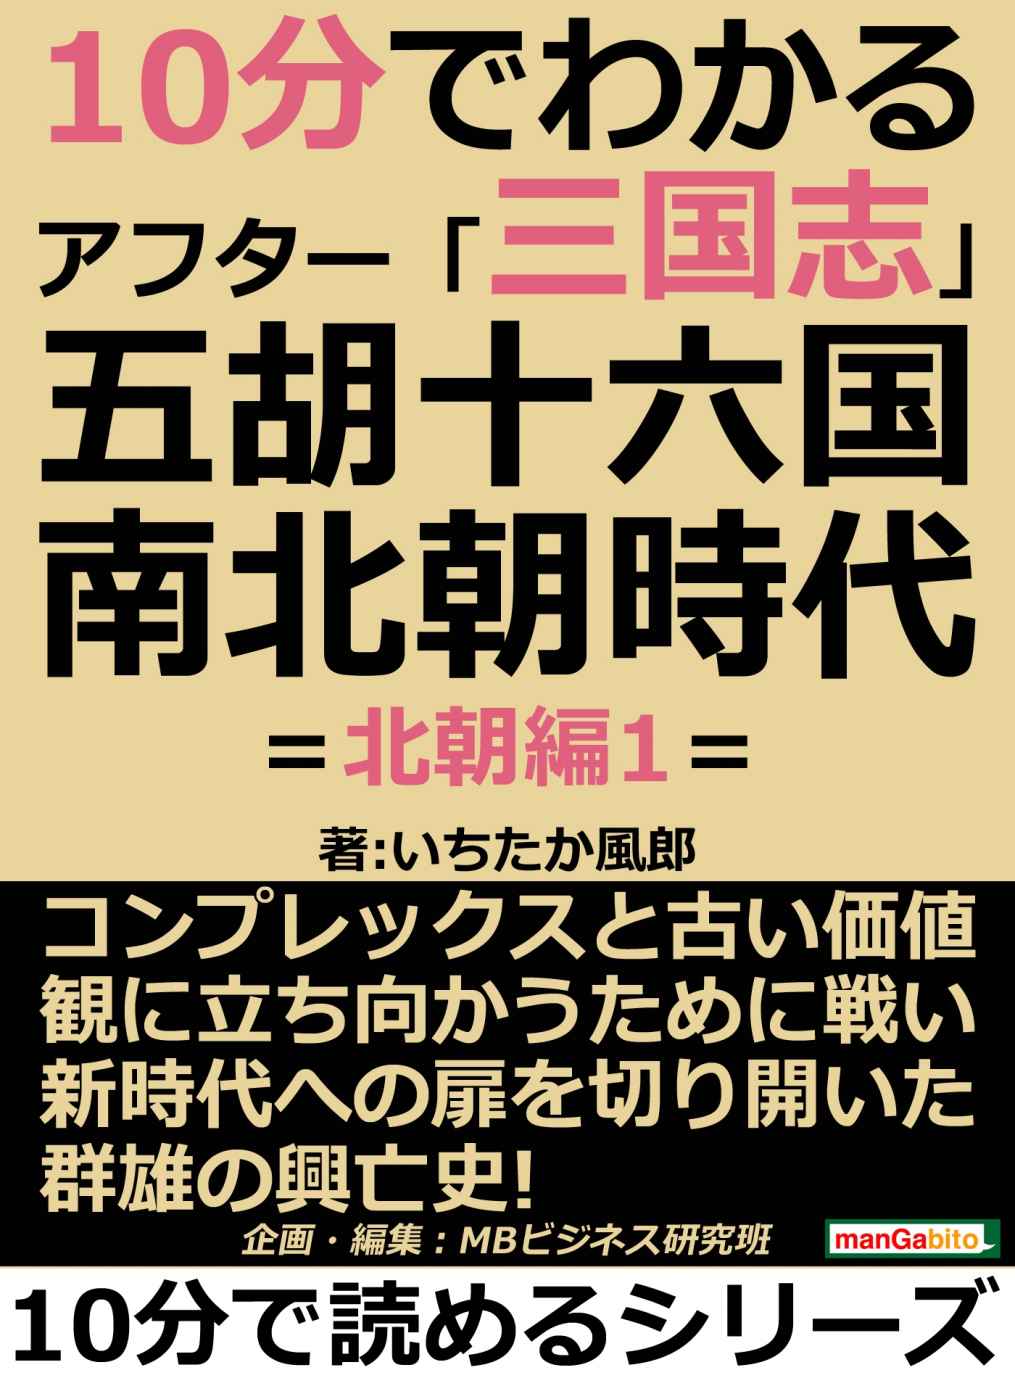 10分でわかる
アフター「三国志」
五胡十六国
南北朝時代
=北朝編1=
著:いちたか風郎
コンプレックスと古い価値
観に立ち向かうために戦い
新時代への扉を切り開いた
群雄の興亡史!
企画・編集:MBビジネス研究班
manGabito
10分で読めるシリーズ